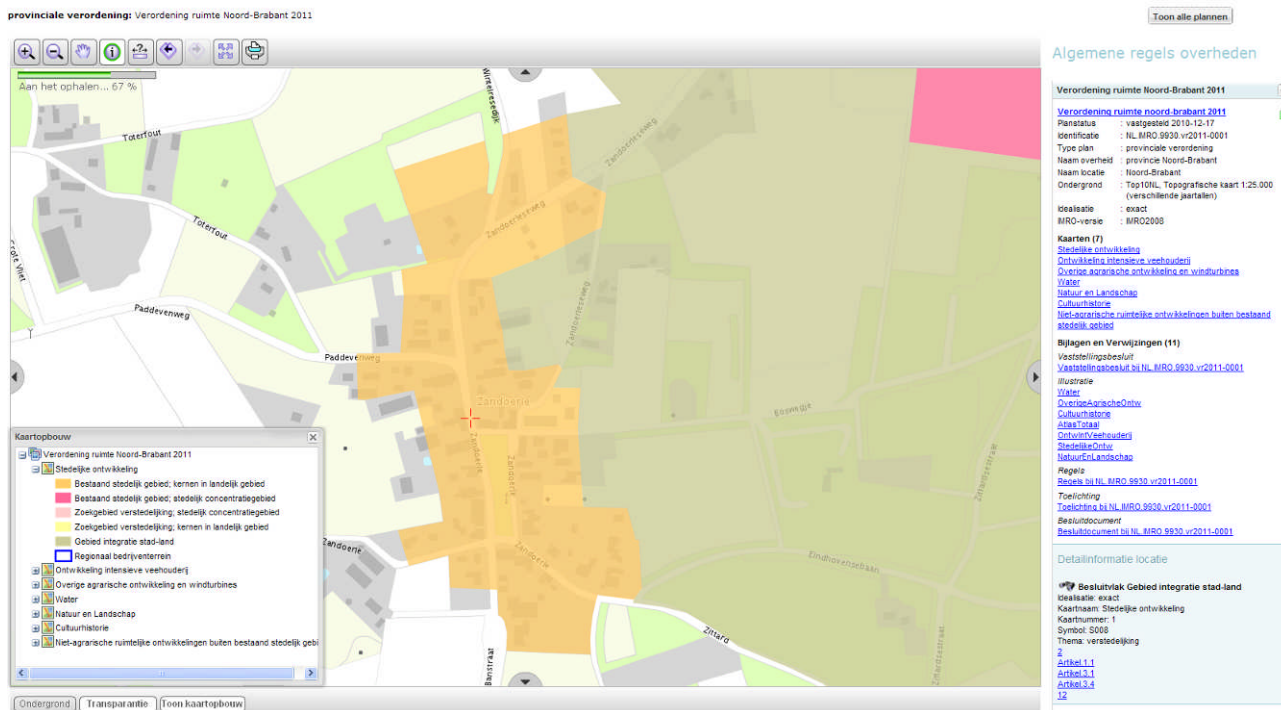 provinciale verordening: Verordening ruimte Noord-Brabant 2011
Toon alle plannen
Aan het ophalen... 67 %
Toterfout
Toterfout
Grote Vliet
Paddevenweg
Paddevenweg
Zandoerleseweg
Zandoerleseweg
Zandoerleseweg
Zandoerle
Zandoerle
Zandoerle
Zandoerle
Zandoerle
Banstraat
Zittard
Zittardsestraat
Zittardsestraat
Eindhovensebaan
Kaartopbouw
Verordening ruimte Noord-Brabant 2011
Stedelijke ontwikkeling
Bestaand stedelijk gebied; kernen in landelijk gebied
Bestaand stedelijk gebied; stedelijk concentratiegebied
Zoekgebied verstedelijking; stedelijk concentratiegebied
Zoekgebied verstedelijking; kernen in landelijk gebied
Gebied integratie stad-land
Regionaal bedrijventerrein
Ontwikkeling intensieve veehouderij
Overige agrarische ontwikkeling en windturbines
Water
Natuur en Landschap
Cultuurhistorie
Niet-agrarische ruimtelijke ontwikkelingen buiten bestaand stedelijk gebi
Ondergrond
Transparantie
Toon kaartopbouw
Algemene regels overheden
Verordening ruimte Noord-Brabant 2011
Verordening ruimte noord-brabant 2011
Planstatus : vastgesteld 2010-12-17
Identificatie : NL.IMRO.9930.vr2011-0001
Type plan : provinciale verordening
Naam overheid : provincie Noord-Brabant
Naam locatie : Noord-Brabant
Ondergrond : Top10NL, Topografische kaart 1:25.000
(verschillende jaartallen)
Idealisatie : exact
IMRO-versie : IMRO2008
Kaarten (7)
Stedelijke ontwikkeling
Ontwikkeling intensieve veehouderij
Overige agrarische ontwikkeling en windturbines
Water
Natuur en Landschap
Cultuurhistorie
Niet-agrarische ruimtelijke ontwikkelingen buiten bestaand
stedelijk gebied
Bijlagen en Verwijzingen (11)
Vaststellingsbesluit
Vaststellingsbesluit bij NL.IMRO.9930.vr2011-0001
Illustratie
Water
OverigeAgrischeOntw
Cultuurhistorie
AtlasTotaal
OntwIntVeehouderij
StedelijkeOntw
NatuurEnLandschap
Regels
Regels bij NL.IMRO.9930.vr2011-0001
Toelichting
Toelichting bij NL.IMRO.9930.vr2011-0001
Besluitdocument
Besluitdocument bij NL.IMRO.9930.vr2011-0001
Detailinformatie locatie
Besluitvlak Gebied integratie stad-land
Idealisatie: exact
Kaartnaam: Stedelijke ontwikkeling
Kaartnummer: 1
Symbol: S008
Thema: verstedelijking
2
Artikel.1.1
Artikel.3.1
Artikel.3.4
12